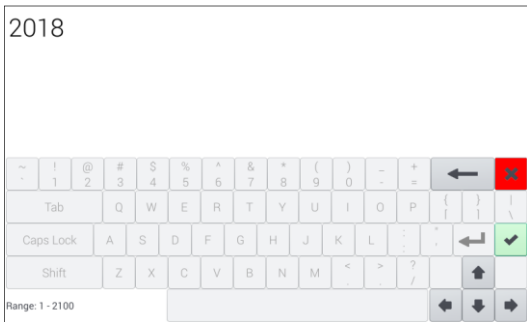 2018
~ ! @ # $ % ^ & * ( ) _ +
` 1 2 3 4 5 6 7 8 9 0 - =
Tab Q W E R T Y U I O P { } |
[ ] \
Caps Lock A S D F G H J K L : "
; '
Shift Z X C V B N M < > ?
, . /
Range: 1 - 2100